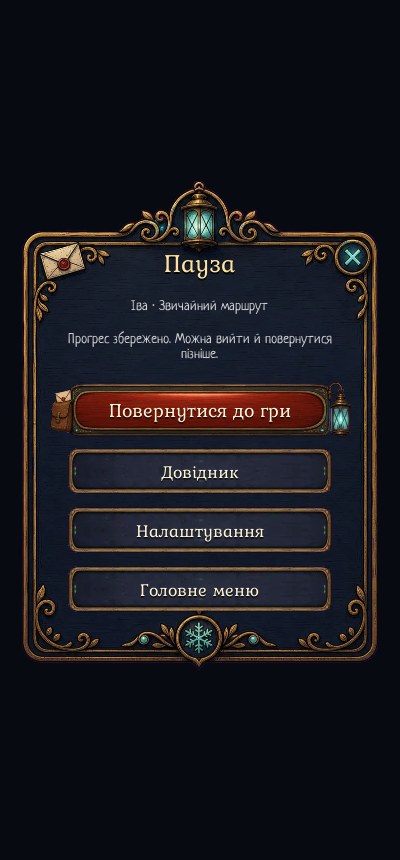 Пауза
Іва · Звичайний маршрут
Прогрес збережено. Можна вийти й повернутися
пізніше.
Повернутися до гри
Довідник
Налаштування
Головне меню